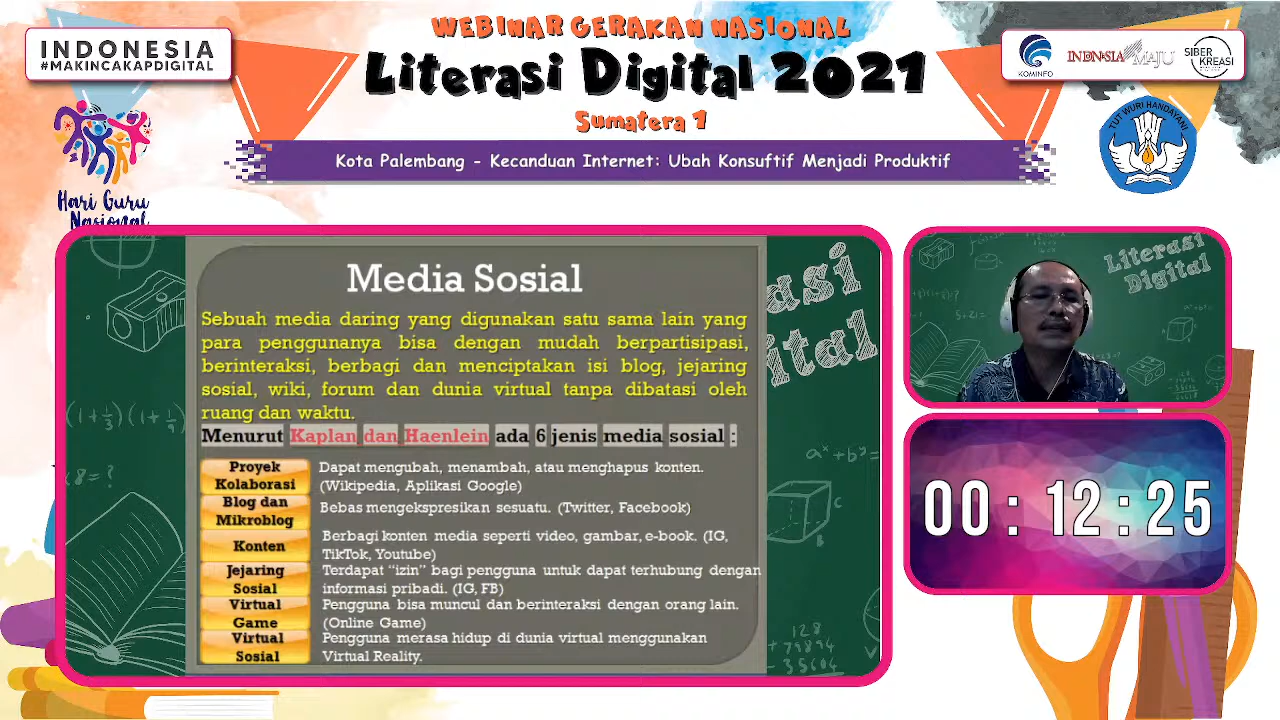 INDONESIA
#MAKINCAKAPDIGITAL
WEBINAR GERAKAN NASIONAL
Literasi Digital 2021
Sumatera 1
KOMINFO
INDONESIA MAJU
SIBER
KREASI
TUT WURI HANDAYANI
Hari Guru
Nasional
Kota Palembang - Kecanduan Internet: Ubah Konsuftif Menjadi Produktif
Media Sosial
Sebuah media daring yang digunakan satu sama lain yang
para penggunanya bisa dengan mudah berpartisipasi,
berinteraksi, berbagi dan menciptakan isi blog, jejaring
sosial, wiki, forum dan dunia virtual tanpa dibatasi oleh
ruang dan waktu.
Menurut Kaplan dan Haenlein ada 6 jenis media sosial :
Proyek
Kolaborasi
Dapat mengubah, menambah, atau menghapus konten.
(Wikipedia, Aplikasi Google)
Blog dan
Mikroblog
Bebas mengekspresikan sesuatu. (Twitter, Facebook)
Konten
Berbagi konten media seperti video, gambar, e-book. (IG,
TikTok, Youtube)
Jejaring
Sosial
Terdapat “izin” bagi pengguna untuk dapat terhubung dengan
informasi pribadi. (IG, FB)
Virtual
Game
Pengguna bisa muncul dan berinteraksi dengan orang lain.
(Online Game)
Virtual
Sosial
Pengguna merasa hidup di dunia virtual menggunakan
Virtual Reality.
asi
ital
Literasi
Digital
00 : 12 : 25
128
+79894
-35604